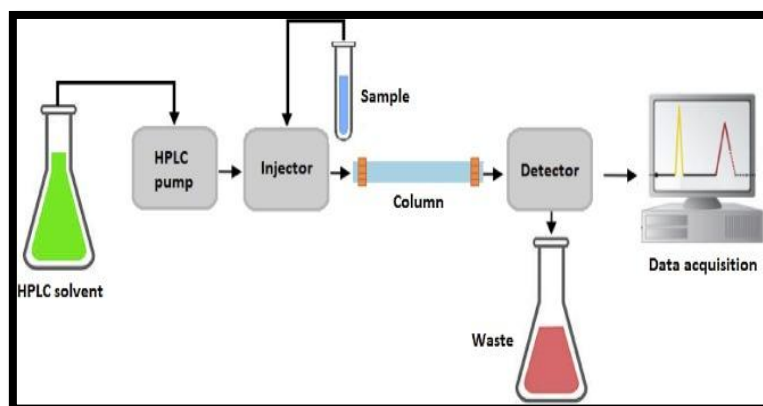 Sample
HPLC
pump
Injector
Detector
Column
HPLC solvent
Data acquisition
Waste